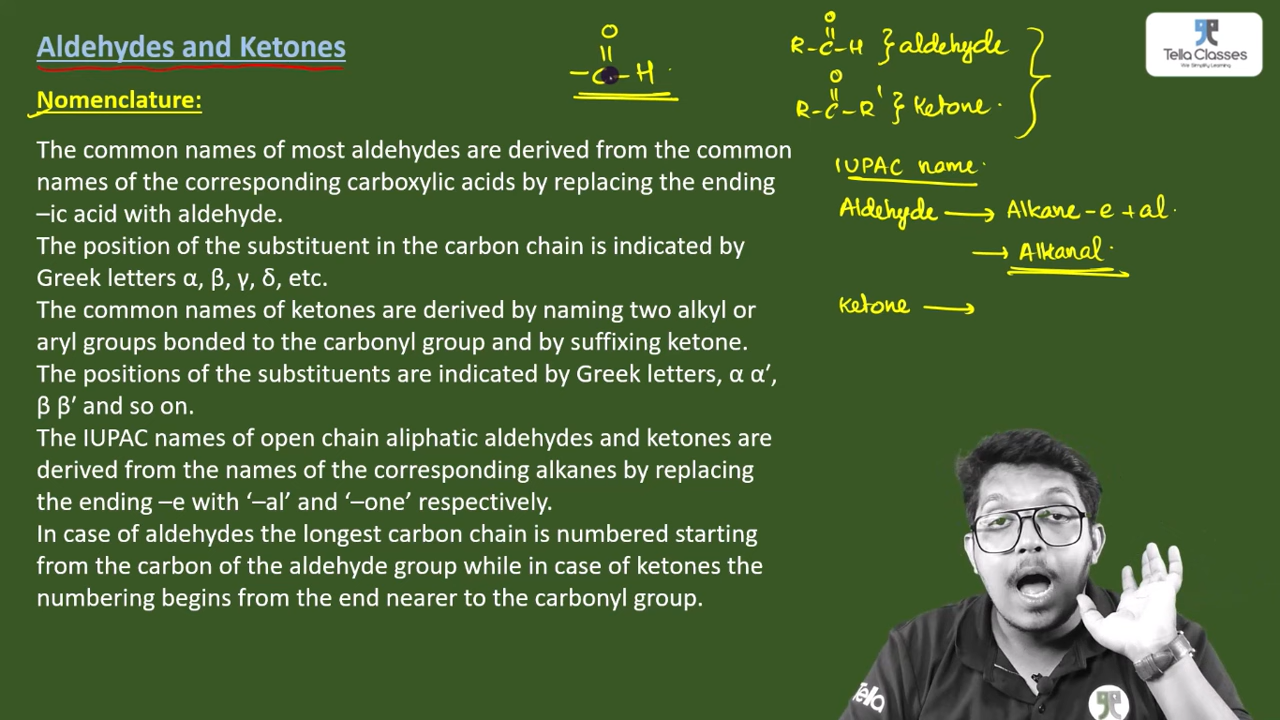 Aldehydes and Ketones
Nomenclature:
The common names of most aldehydes are derived from the common
names of the corresponding carboxylic acids by replacing the ending
–ic acid with aldehyde.
The position of the substituent in the carbon chain is indicated by
Greek letters α, β, γ, δ, etc.
The common names of ketones are derived by naming two alkyl or
aryl groups bonded to the carbonyl group and by suffixing ketone.
The positions of the substituents are indicated by Greek letters, α α′,
β β′ and so on.
The IUPAC names of open chain aliphatic aldehydes and ketones are
derived from the names of the corresponding alkanes by replacing
the ending –e with ‘–al’ and ‘–one’ respectively.
In case of aldehydes the longest carbon chain is numbered starting
from the carbon of the aldehyde group while in case of ketones the
numbering begins from the end nearer to the carbonyl group.
O
||
–C–H
O
||
R–C–H } aldehyde
O
||
R–C–R' } Ketone.
IUPAC name.
Aldehyde → Alkane – e + al.
→ Alkanal.
Ketone →
Tella Classes
We Simplify Learning
Tella